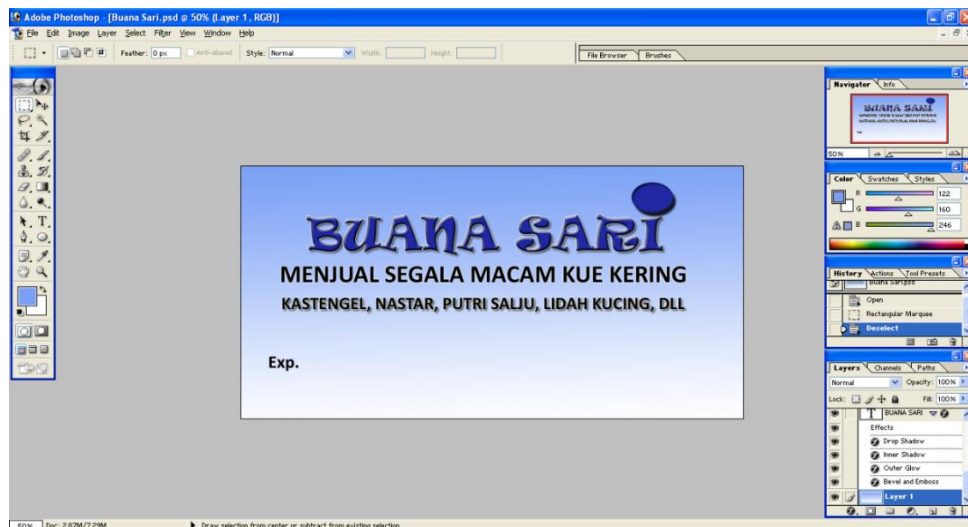 Adobe Photoshop - [Buana Sari.psd @ 50% (Layer 1, RGB)]
File Edit Image Layer Select Filter View Window Help
Feather: 0 px Anti-aliased Style: Normal Width: Height: File Browser Brushes
Navigator Info
BUANA SARI
50%
Color Swatches Styles
R 122
G 160
B 246
BUANA SARI
MENJUAL SEGALA MACAM KUE KERING
KASTENGEL, NASTAR, PUTRI SALJU, LIDAH KUCING, DLL
Exp.
History Actions Tool Presets
Buana Sari.psd
Open
Rectangular Marquee
Deselect
Layers Channels Paths
Normal Opacity: 100%
Lock: Fill: 100%
T BUANA SARI
Effects
Drop Shadow
Inner Shadow
Outer Glow
Bevel and Emboss
Layer 1
50% Doc: 2.87M/7.29M Draw selection from center or subtract from existing selection